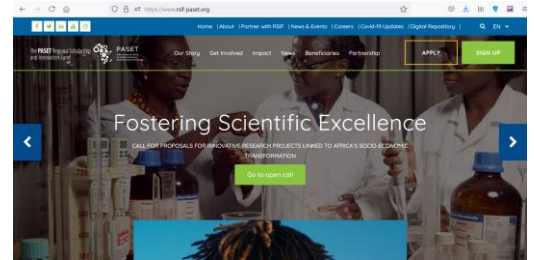 https://www.rsif-paset.org
Home | About | Partner with RSIF | News & Events | Careers | Covid-19 Updates | Digital Repository |
EN
The PASET Regional Scholarship
and Innovation Fund
PASET
Our Story Get Involved Impact News Beneficiaries Partnership
APPLY
SIGN UP
Fostering Scientific Excellence
CALL FOR PROPOSALS FOR INNOVATIVE RESEARCH PROJECTS LINKED TO AFRICA'S SOCIO-ECONOMIC
TRANSFORMATION
Go to open call